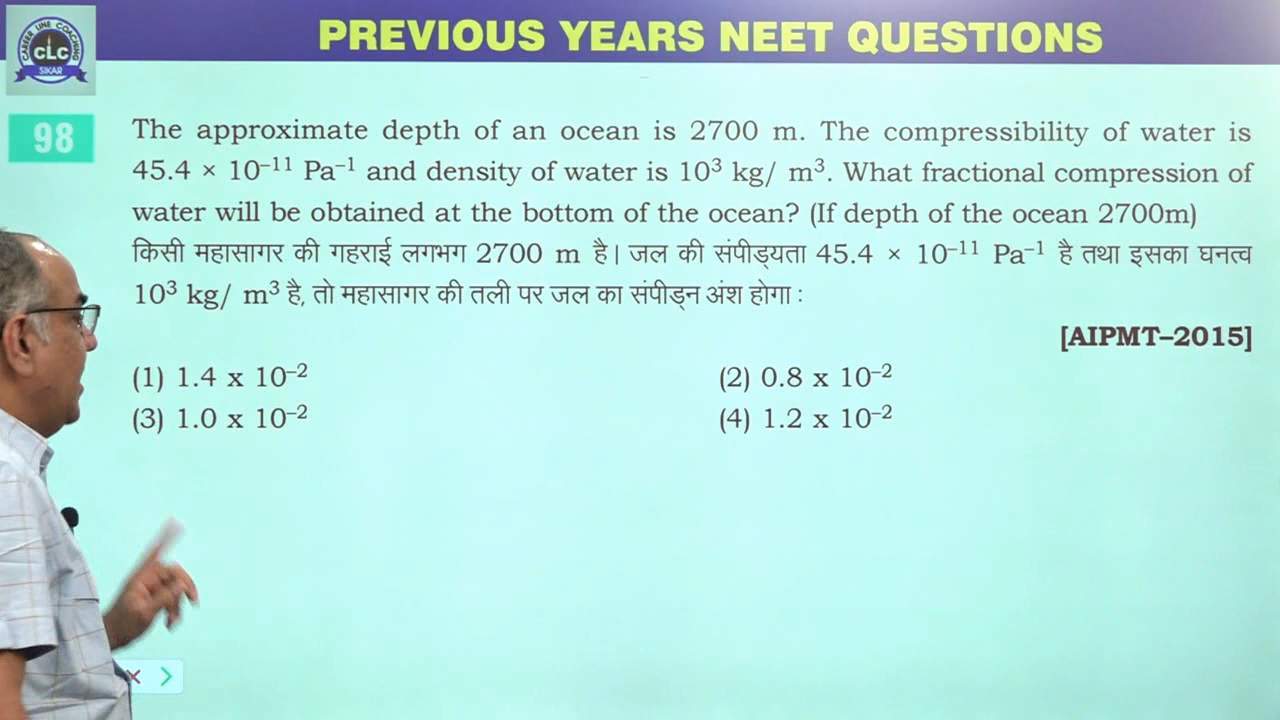 CAREER LINE COACHING
CLC
SIKAR
PREVIOUS YEARS NEET QUESTIONS
98
The approximate depth of an ocean is 2700 m. The compressibility of water is
45.4 × 10⁻¹¹ Pa⁻¹ and density of water is 10³ kg/ m³. What fractional compression of
water will be obtained at the bottom of the ocean? (If depth of the ocean 2700m)
किसी महासागर की गहराई लगभग 2700 m है। जल की संपीड्यता 45.4 × 10⁻¹¹ Pa⁻¹ है तथा इसका घनत्व
10³ kg/ m³ है, तो महासागर की तली पर जल का संपीड्न अंश होगा :
[AIPMT–2015]
(1) 1.4 x 10⁻² (2) 0.8 x 10⁻²
(3) 1.0 x 10⁻² (4) 1.2 x 10⁻²